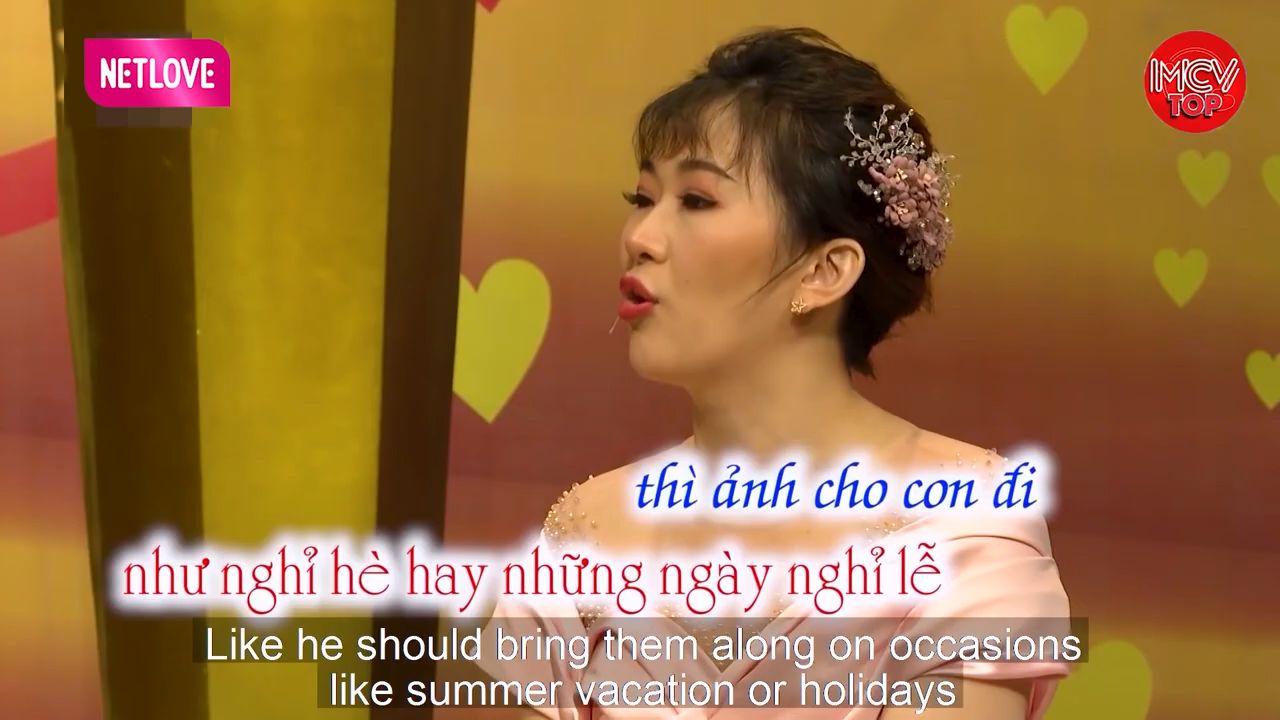 NETLOVE
MCV
TOP
thì ảnh cho con đi
như nghỉ hè hay những ngày nghỉ lễ
Like he should bring them along on occasions
like summer vacation or holidays